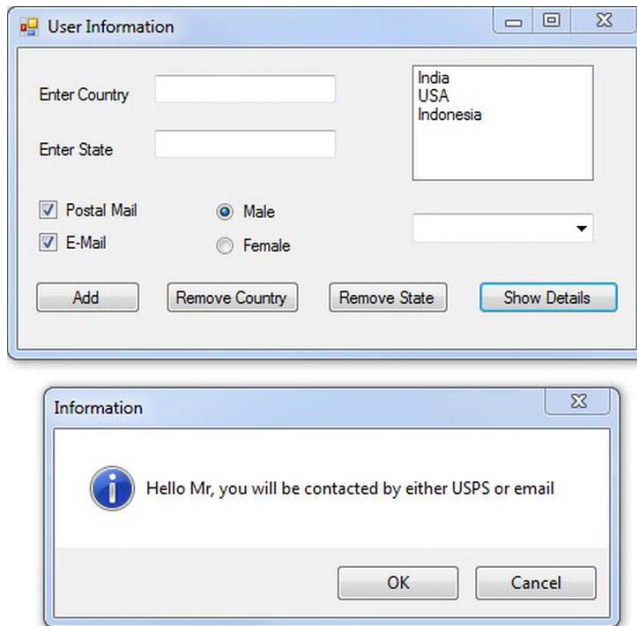 User Information
Enter Country
India
USA
Indonesia
Enter State
Postal Mail
Male
E-Mail
Female
Add
Remove Country
Remove State
Show Details
Information
Hello Mr, you will be contacted by either USPS or email
OK
Cancel